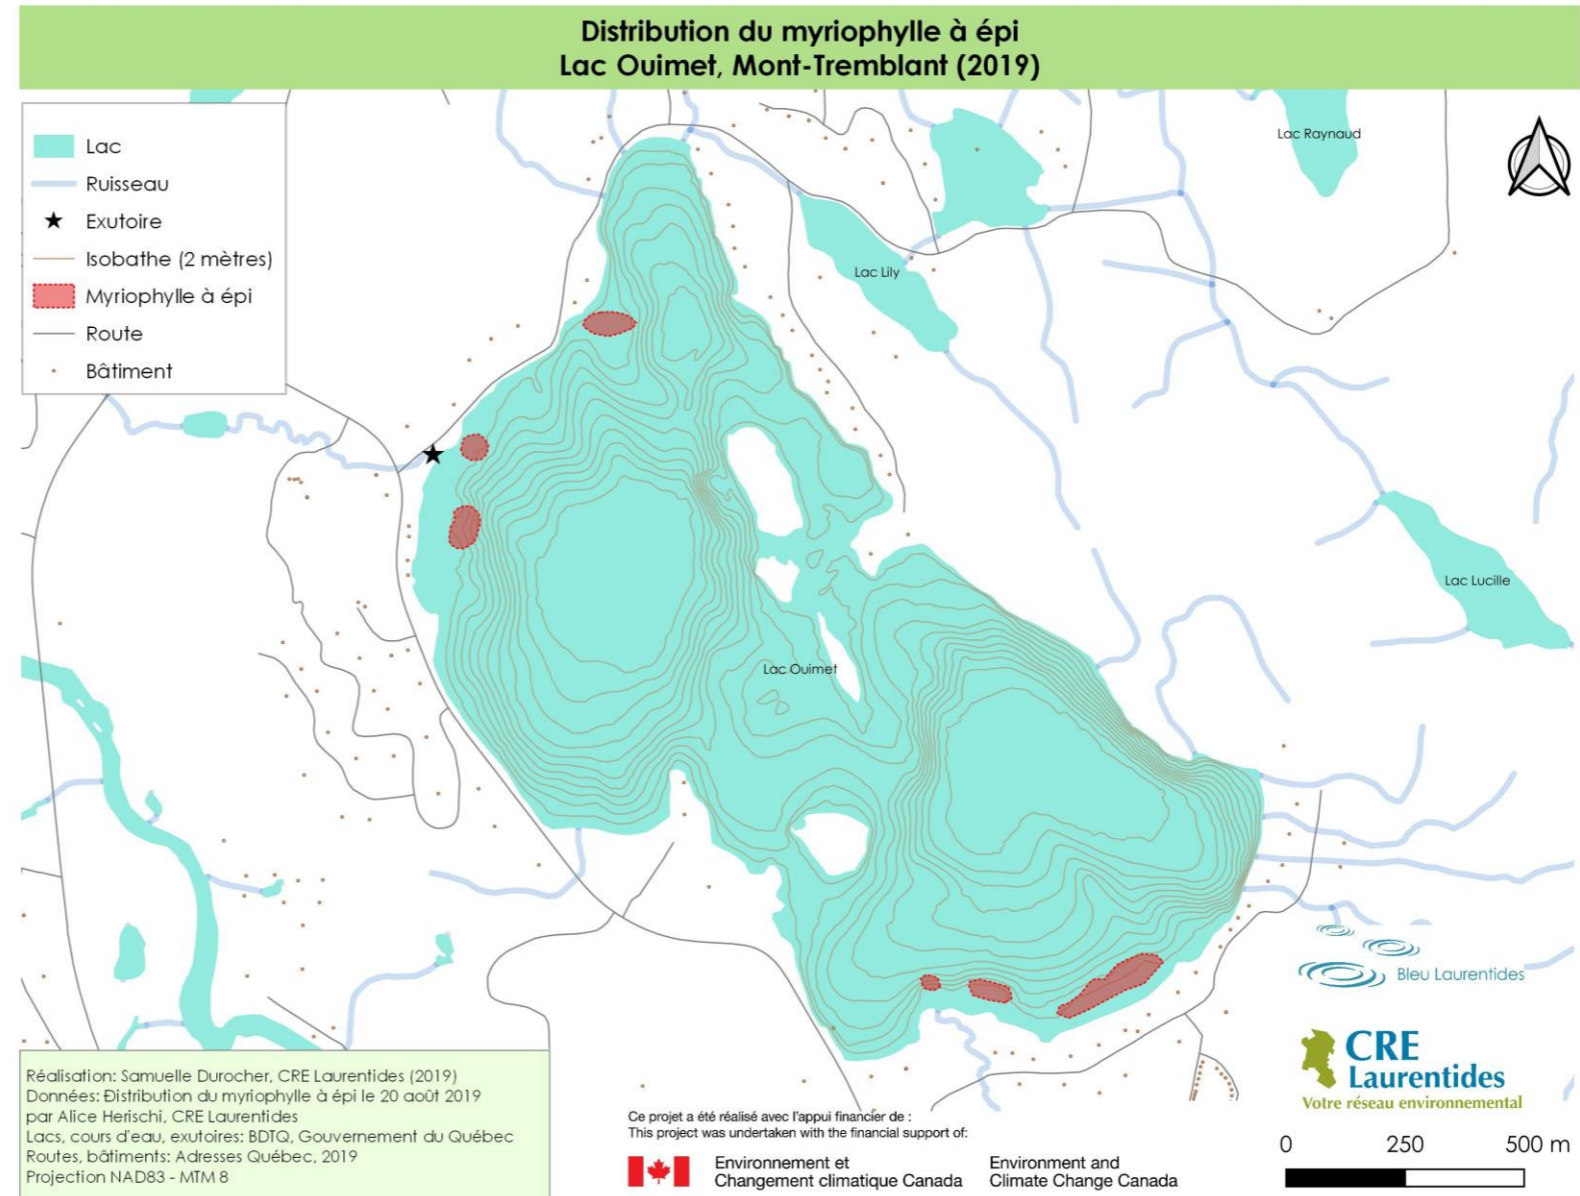 Distribution du myriophylle à épi
Lac Ouimet, Mont-Tremblant (2019)
Lac
Ruisseau
Exutoire
Isobathe (2 mètres)
Myriophylle à épi
Route
Bâtiment
Lac Raynaud
Lac Lily
Lac Lucille
Lac Ouimet
Bleu Laurentides
CRE
Laurentides
Votre réseau environnemental
Réalisation: Samuelle Durocher, CRE Laurentides (2019)
Données: Đistribution du myriophylle à épi le 20 août 2019
par Alice Herischi, CRE Laurentides
Lacs, cours d'eau, exutoires: BDTQ, Gouvernement du Québec
Routes, bâtiments: Adresses Québec, 2019
Projection NAD83 - MTM 8
Ce projet a été réalisé avec l'appui financier de :
This project was undertaken with the financial support of:
Environnement et
Changement climatique Canada
Environment and
Climate Change Canada
0 250 500 m